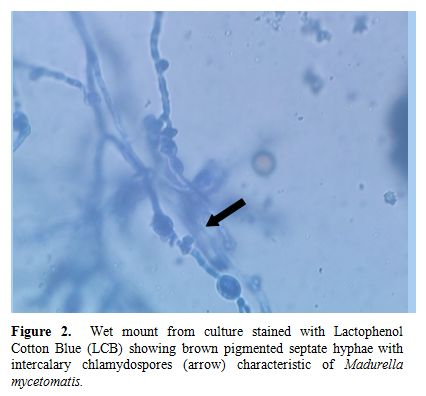 Figure 2. Wet mount from culture stained with Lactophenol
Cotton Blue (LCB) showing brown pigmented septate hyphae with
intercalary chlamydospores (arrow) characteristic of Madurella
mycetomatis.